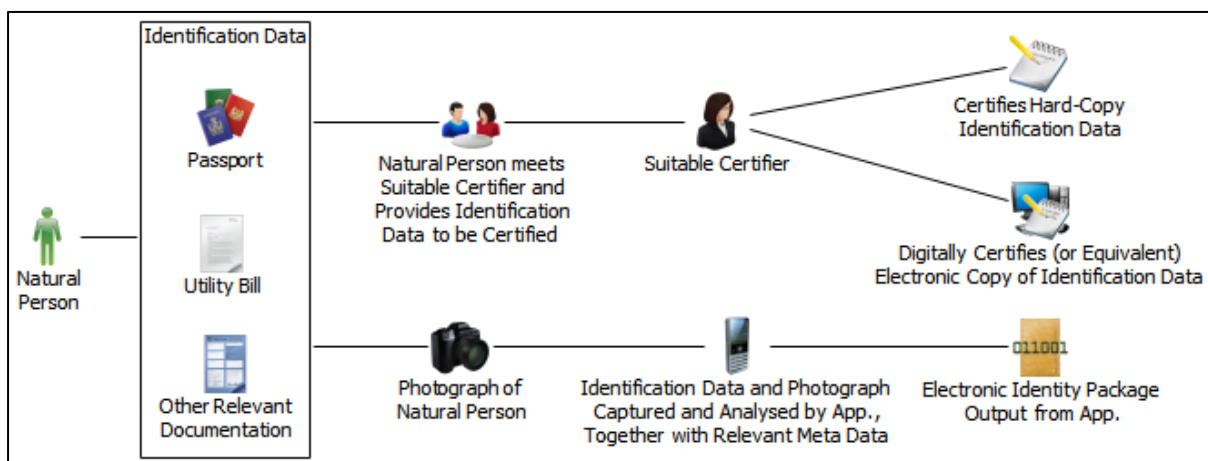 Identification Data
Passport
Utility Bill
Other Relevant
Documentation
Natural
Person
Natural Person meets
Suitable Certifier and
Provides Identification
Data to be Certified
Suitable Certifier
Certifies Hard-Copy
Identification Data
Digitally Certifies (or Equivalent)
Electronic Copy of Identification Data
Photograph of
Natural Person
Identification Data and Photograph
Captured and Analysed by App.,
Together with Relevant Meta Data
011001
Electronic Identity Package
Output from App.